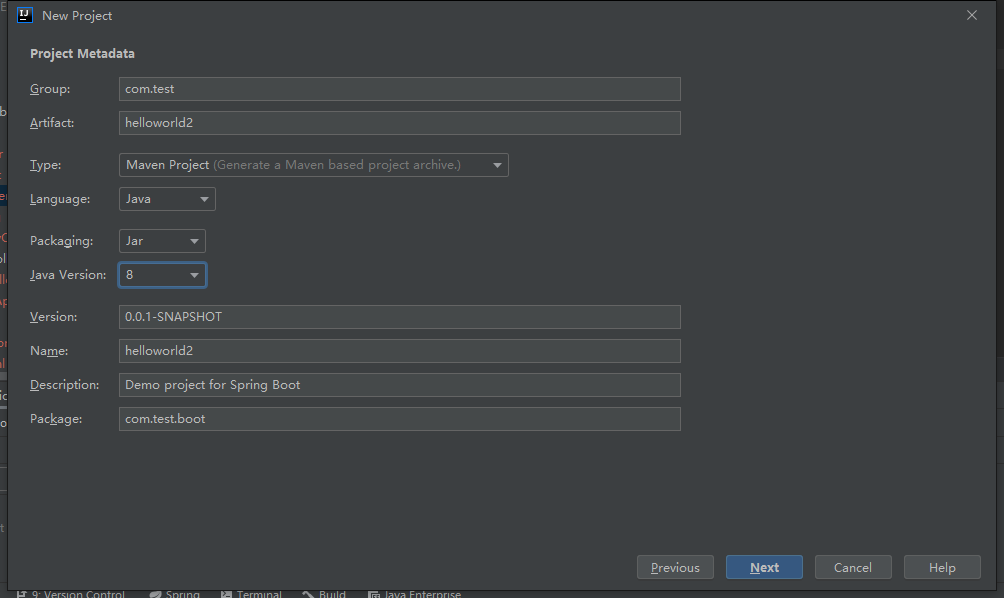 New Project
Project Metadata
Group: com.test
Artifact: helloworld2
Type: Maven Project (Generate a Maven based project archive.)
Language: Java
Packaging: Jar
Java Version: 8
Version: 0.0.1-SNAPSHOT
Name: helloworld2
Description: Demo project for Spring Boot
Package: com.test.boot
Previous Next Cancel Help
9: Version Control Spring Terminal Build Java Enterprise